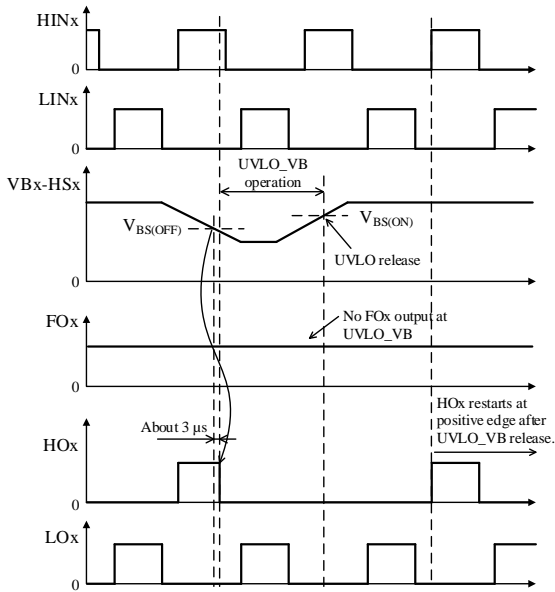 HINx
0
LINx
0
UVLO_VB
operation
VBx-HSx
VBS(OFF)
VBS(ON)
UVLO release
0
FOx
No FOx output at
UVLO_VB
0
About 3 µs
HOx restarts at
positive edge after
UVLO_VB release.
HOx
0
LOx
0